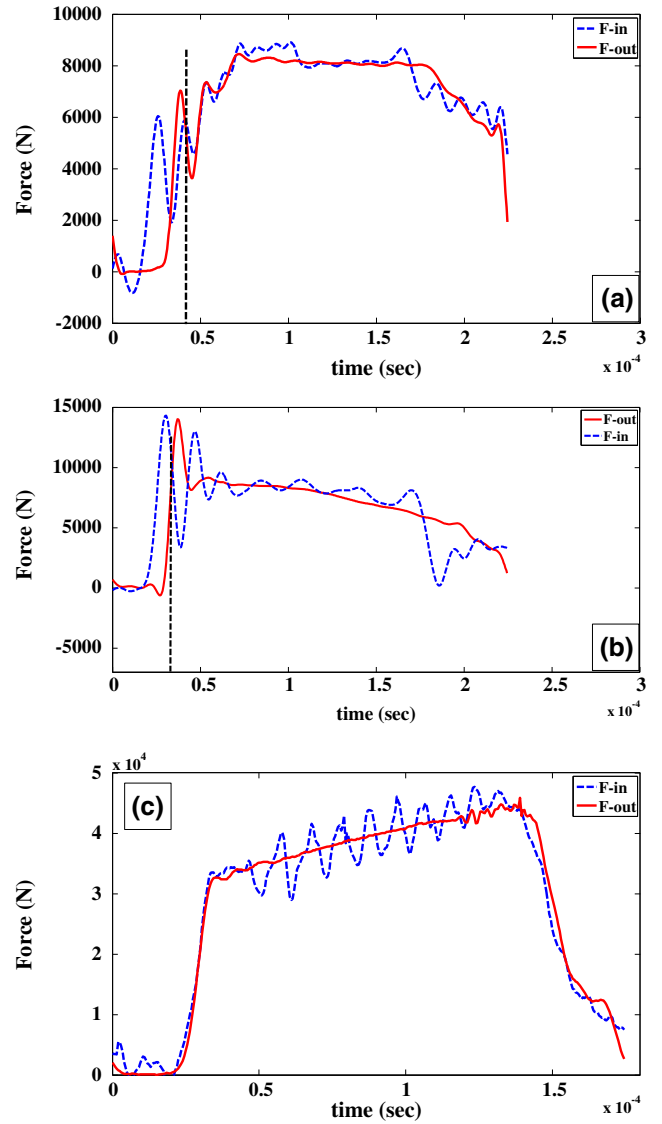 10000
8000
6000
4000
2000
0
-2000
Force (N)
F-in
F-out
(a)
0 0.5 1 1.5 2 2.5 3
time (sec)
x 10⁻⁴
15000
10000
5000
0
-5000
Force (N)
F-out
F-in
(b)
0 0.5 1 1.5 2 2.5 3
time (sec)
x 10⁻⁴
x 10⁴
5
4
3
2
1
0
Force (N)
(c)
F-in
F-out
0 0.5 1 1.5
time (sec)
x 10⁻⁴